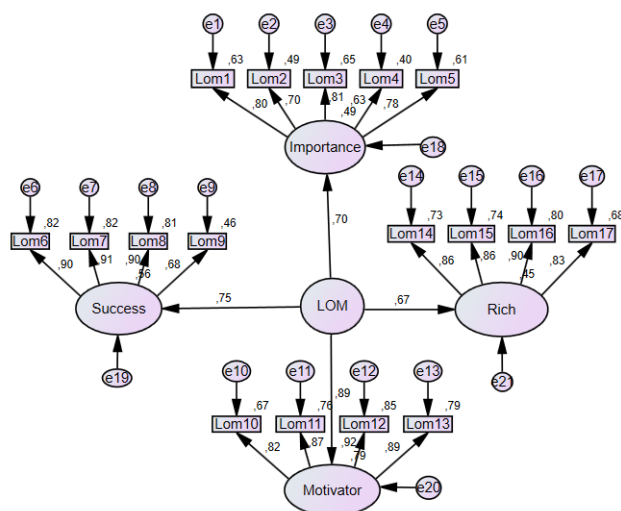 e1 e2 e3 e4 e5
,63 ,49 ,65 ,40 ,61
Lom1 Lom2 Lom3 Lom4 Lom5
,80 ,70 ,81 ,63 ,78
,49
Importance
e18
e6 e7 e8 e9
,82 ,82 ,81 ,46
Lom6 Lom7 Lom8 Lom9
,90 ,91 ,90 ,68
,56
Success
e19
e14 e15 e16 e17
,73 ,74 ,80 ,68
Lom14 Lom15 Lom16 Lom17
,86 ,86 ,90 ,83
,45
Rich
e21
,70
,75 LOM ,67
,89
e10 e11 e12 e13
,67 ,76 ,85 ,79
Lom10 Lom11 Lom12 Lom13
,82 ,87 ,92 ,89
,79
Motivator
e20